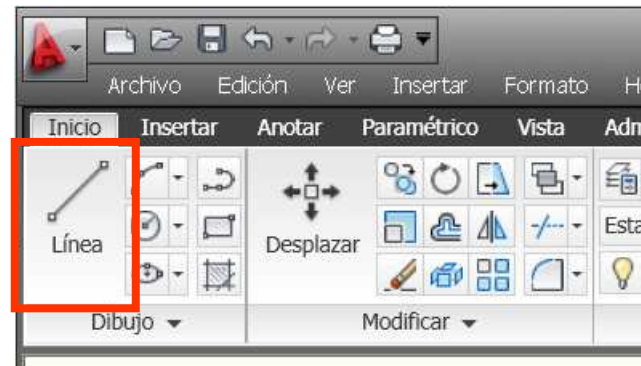 Archivo Edición Ver Insertar Formato
Inicio Insertar Anotar Paramétrico Vista
Línea Desplazar
Dibujo Modificar